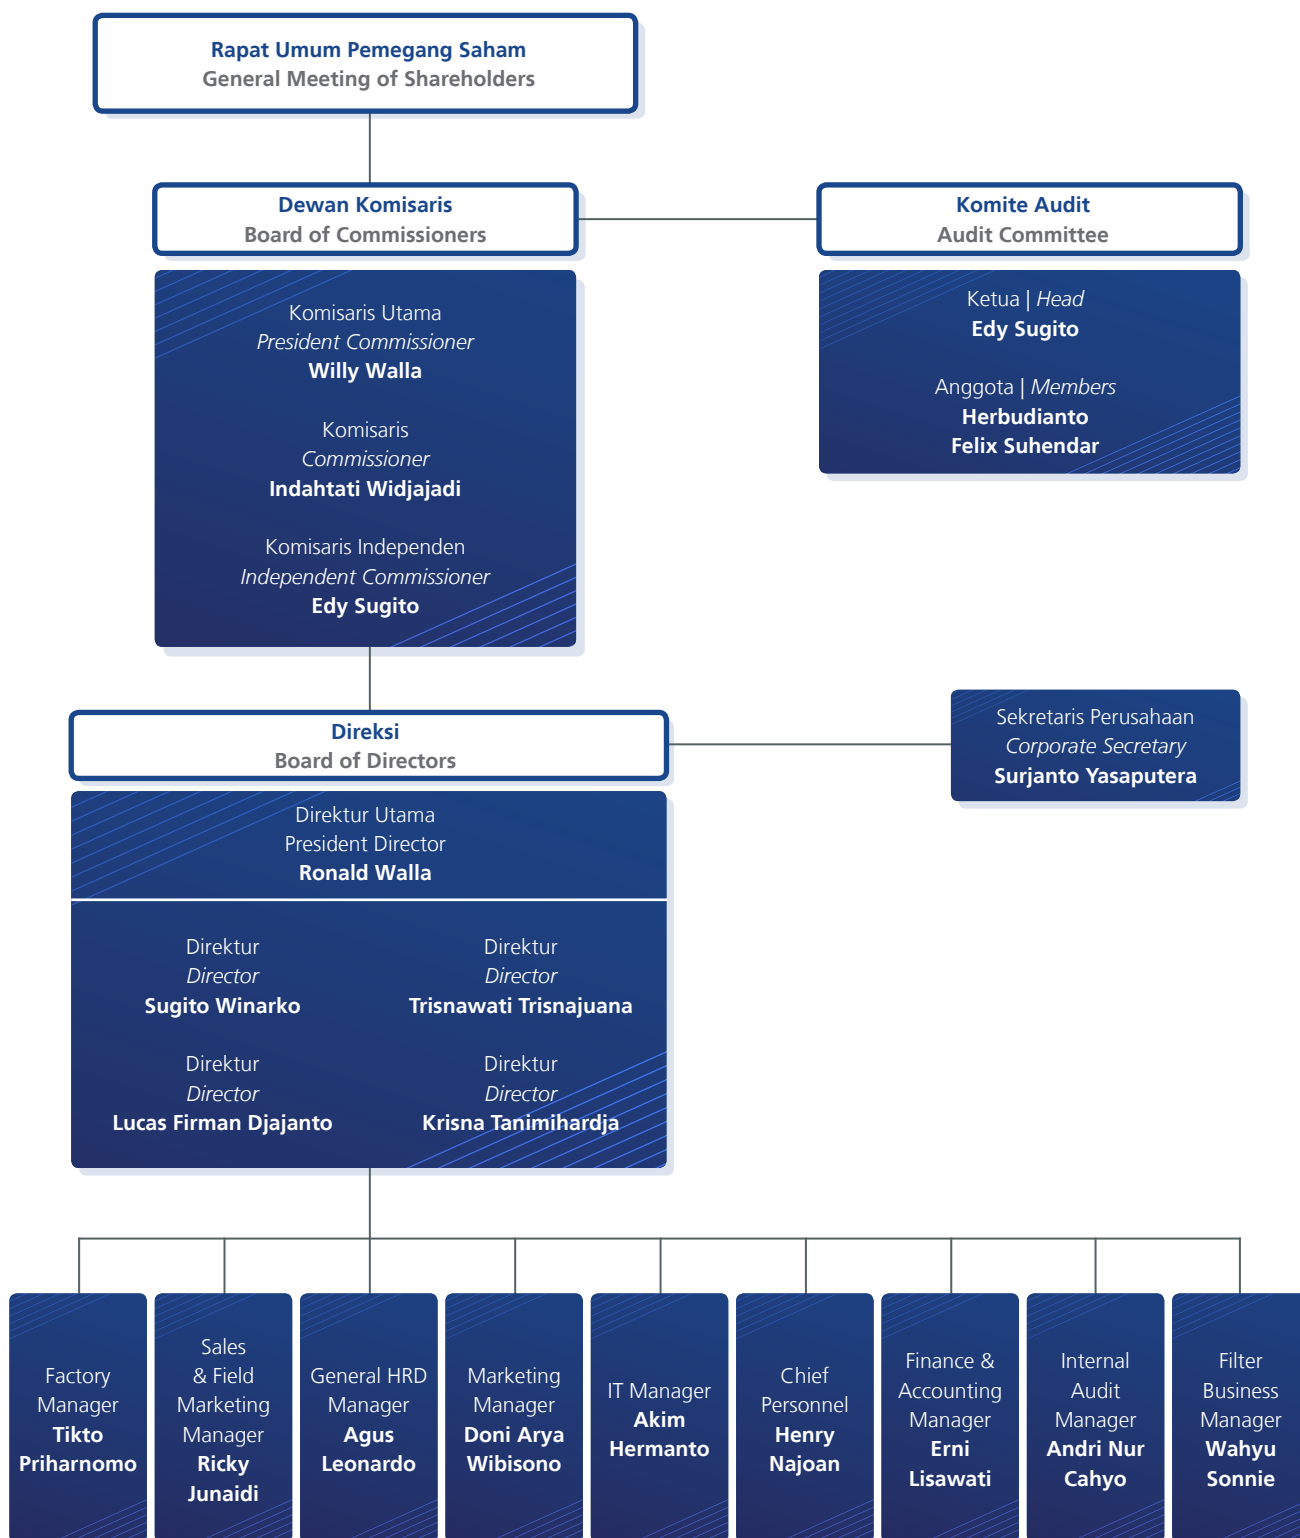 Rapat Umum Pemegang Saham
General Meeting of Shareholders
Dewan Komisaris
Board of Commissioners
Komite Audit
Audit Committee
Komisaris Utama
President Commissioner
Willy Walla
Komisaris
Commissioner
Indahtati Widjajadi
Komisaris Independen
Independent Commissioner
Edy Sugito
Ketua | Head
Edy Sugito
Anggota | Members
Herbudianto
Felix Suhendar
Direksi
Board of Directors
Sekretaris Perusahaan
Corporate Secretary
Surjanto Yasaputera
Direktur Utama
President Director
Ronald Walla
Direktur
Director
Sugito Winarko
Direktur
Director
Trisnawati Trisnajuana
Direktur
Director
Lucas Firman Djajanto
Direktur
Director
Krisna Tanimihardja
Factory
Manager
Tikto
Priharnomo
Sales
& Field
Marketing
Manager
Ricky
Junaidi
General HRD
Manager
Agus
Leonardo
Marketing
Manager
Doni Arya
Wibisono
IT Manager
Akim
Hermanto
Chief
Personnel
Henry
Najoan
Finance &
Accounting
Manager
Erni
Lisawati
Internal
Audit
Manager
Andri Nur
Cahyo
Filter
Business
Manager
Wahyu
Sonnie